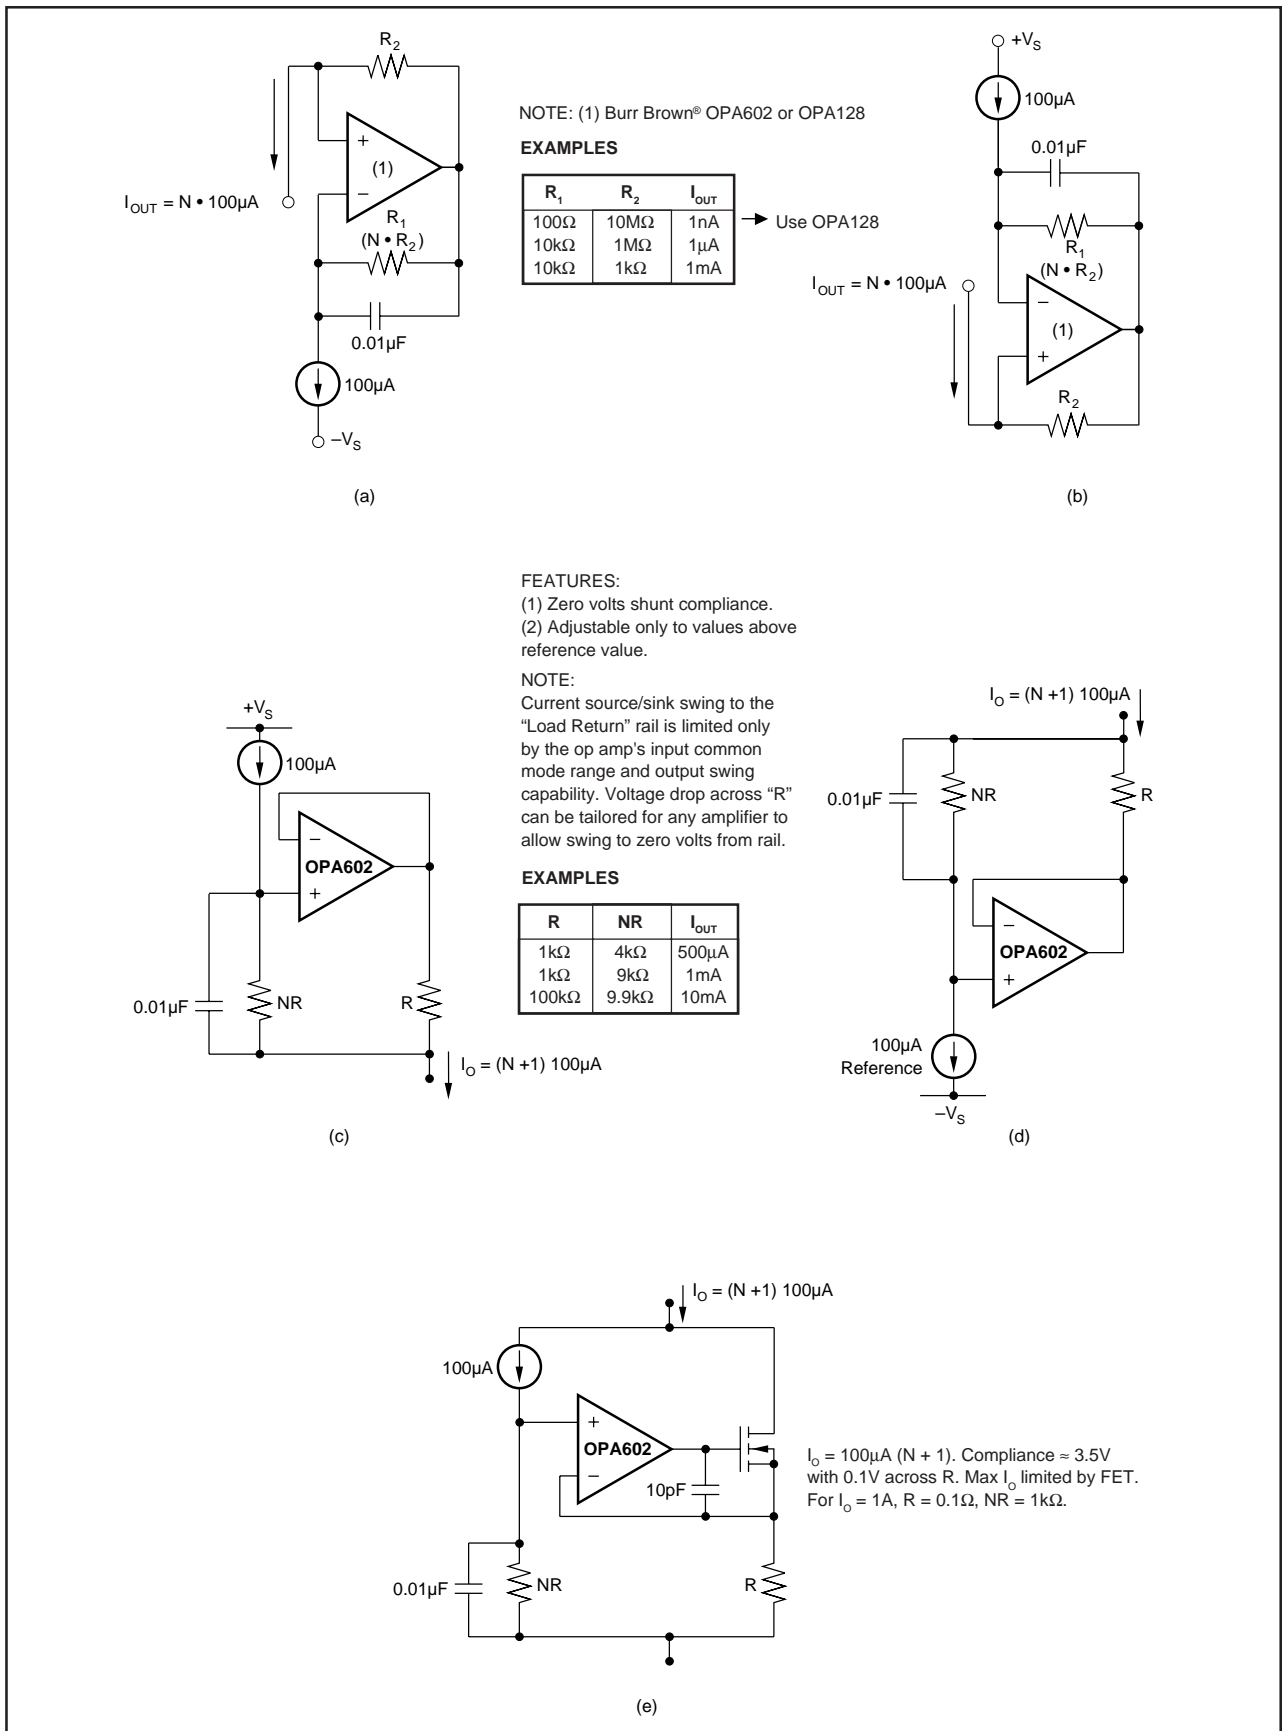 R2
+VS
100µA
NOTE: (1) Burr Brown® OPA602 or OPA128
EXAMPLES
R1 R2 IOUT
100Ω 10MΩ 1nA
10kΩ 1MΩ 1µA
10kΩ 1kΩ 1mA
Use OPA128
+
(1)
–
IOUT = N • 100µA
R1
(N • R2)
0.01µF
100µA
–VS
(a)
0.01µF
R1
(N • R2)
IOUT = N • 100µA
–
(1)
+
R2
(b)
FEATURES:
(1) Zero volts shunt compliance.
(2) Adjustable only to values above
reference value.
NOTE:
Current source/sink swing to the
“Load Return” rail is limited only
by the op amp's input common
mode range and output swing
capability. Voltage drop across “R”
can be tailored for any amplifier to
allow swing to zero volts from rail.
EXAMPLES
R NR IOUT
1kΩ 4kΩ 500µA
1kΩ 9kΩ 1mA
100kΩ 9.9kΩ 10mA
+VS
100µA
–
OPA602
+
0.01µF
NR
R
IO = (N +1) 100µA
(c)
IO = (N +1) 100µA
0.01µF
NR
R
–
OPA602
+
100µA
Reference
–VS
(d)
IO = (N +1) 100µA
100µA
+
OPA602
–
10pF
0.01µF
NR
R
IO = 100µA (N + 1). Compliance ≈ 3.5V
with 0.1V across R. Max IO limited by FET.
For IO = 1A, R = 0.1Ω, NR = 1kΩ.
(e)